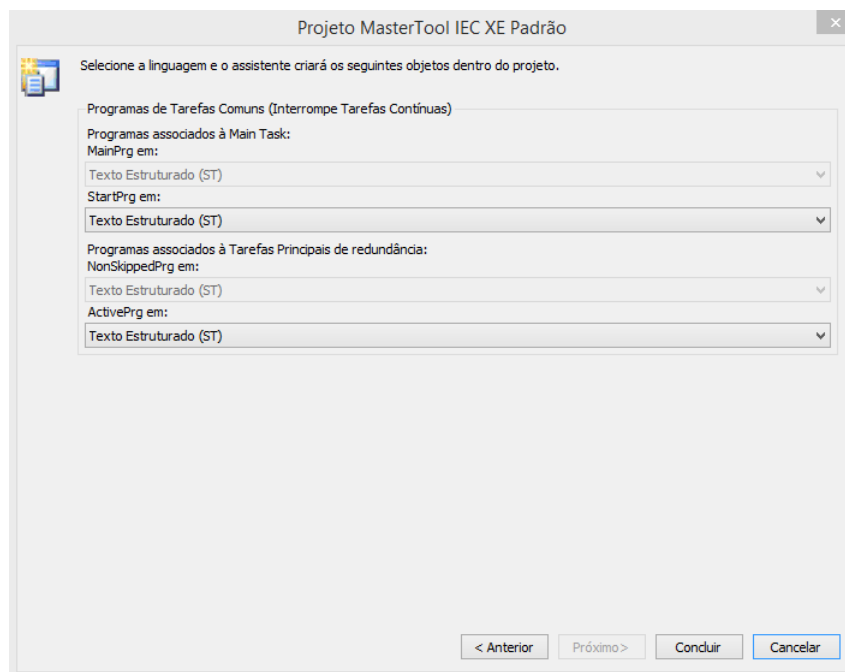 Projeto MasterTool IEC XE Padrão
Selecione a linguagem e o assistente criará os seguintes objetos dentro do projeto.
Programas de Tarefas Comuns (Interrompe Tarefas Contínuas)
Programas associados à Main Task:
MainPrg em:
Texto Estruturado (ST)
StartPrg em:
Texto Estruturado (ST)
Programas associados à Tarefas Principais de redundância:
NonSkippedPrg em:
Texto Estruturado (ST)
ActivePrg em:
Texto Estruturado (ST)
< Anterior Próximo > Concluir Cancelar